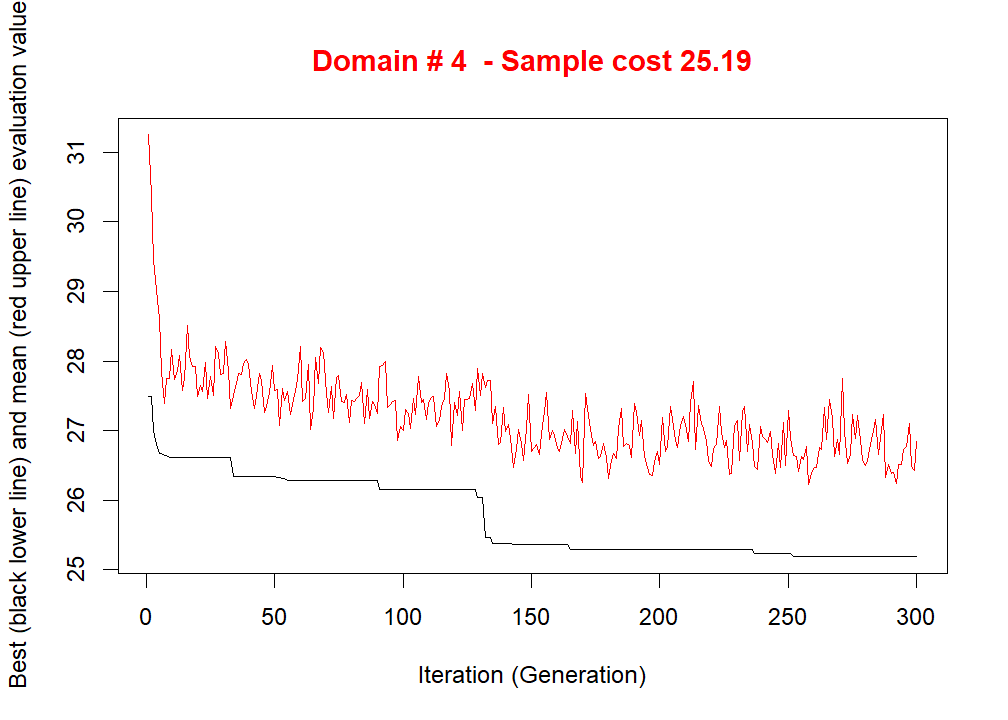 Domain # 4  - Sample cost 25.19
Best (black lower line) and mean (red upper line) evaluation value
31
30
29
28
27
26
25
0 50 100 150 200 250 300
Iteration (Generation)